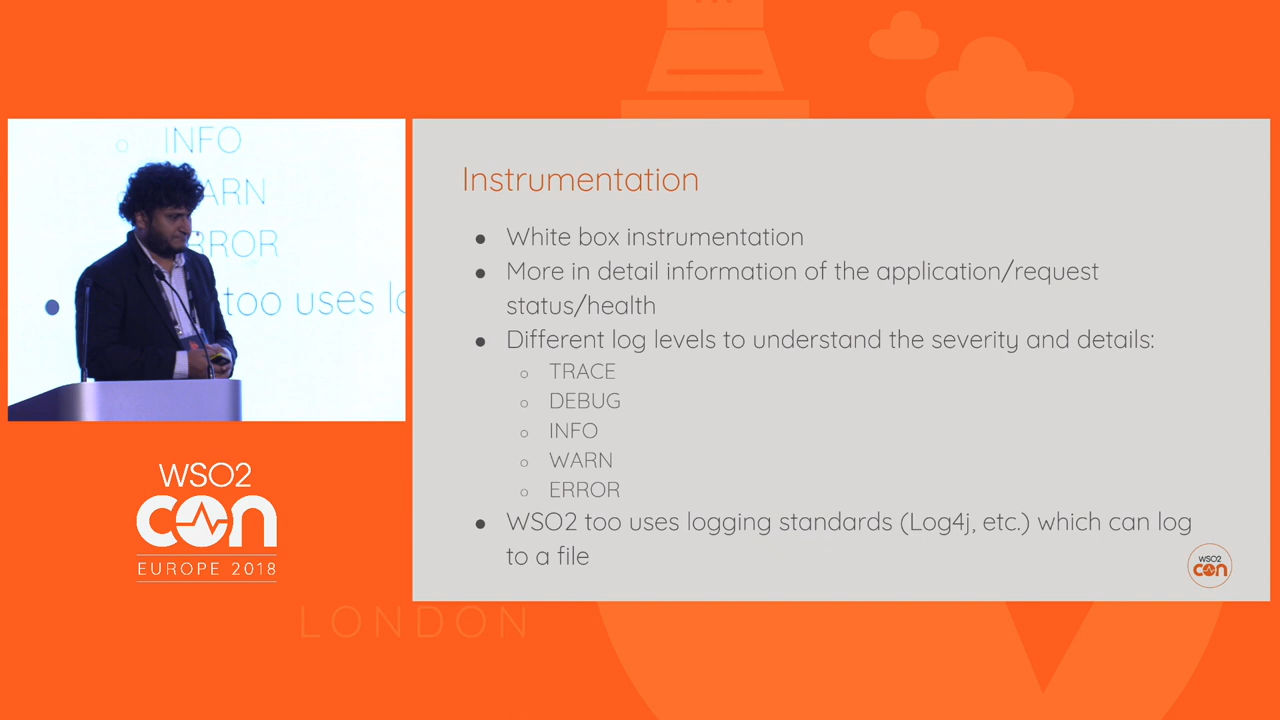 INFO
WARN
ERROR
too uses lo
WSO2
CON
EUROPE 2018
LONDON
Instrumentation
● White box instrumentation
● More in detail information of the application/request
status/health
● Different log levels to understand the severity and details:
○ TRACE
○ DEBUG
○ INFO
○ WARN
○ ERROR
● WSO2 too uses logging standards (Log4j, etc.) which can log
to a file
WSO2
CON